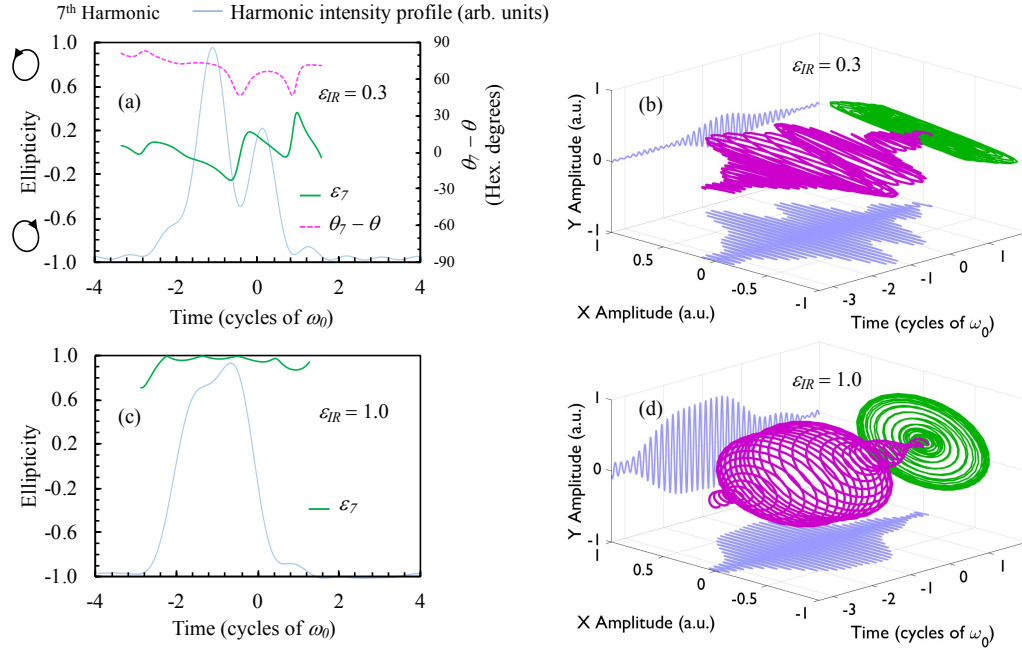 7th Harmonic
Harmonic intensity profile (arb. units)
1.0
0.6
0.2
-0.2
-0.6
-1.0
Ellipticity
(a)
εIR = 0.3
ε7
θ7 − θ
90
60
30
0
-30
-60
-90
θ7 − θ
(Hex. degrees)
-4 -2 0 2 4
Time (cycles of ω0)
(b)
εIR = 0.3
Y Amplitude (a.u.)
1
0
-1
1 0.5 0 -0.5 -1
X Amplitude (a.u.)
-3 -2 -1 0 1
Time (cycles of ω0)
1.0
0.6
0.2
-0.2
-0.6
-1.0
Ellipticity
(c)
εIR = 1.0
ε7
-4 -2 0 2 4
Time (cycles of ω0)
(d)
εIR = 1.0
Y Amplitude (a.u.)
1
0
-1
1 0.5 0 -0.5 -1
X Amplitude (a.u.)
-3 -2 -1 0 1
Time (cycles of ω0)